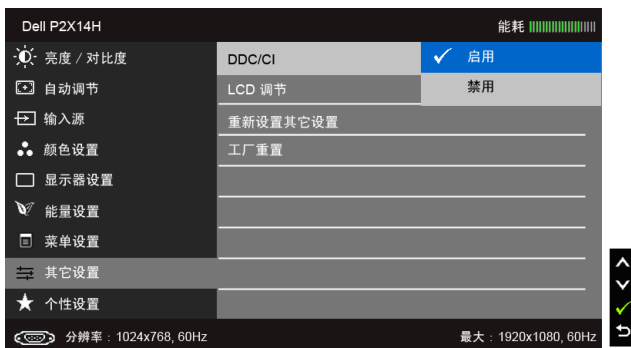 Dell P2X14H
能耗
亮度 / 对比度
DDC/CI
启用
自动调节
LCD 调节
禁用
输入源
重新设置其它设置
颜色设置
工厂重置
显示器设置
能量设置
菜单设置
其它设置
个性设置
分辨率：1024x768, 60Hz
最大：1920x1080, 60Hz